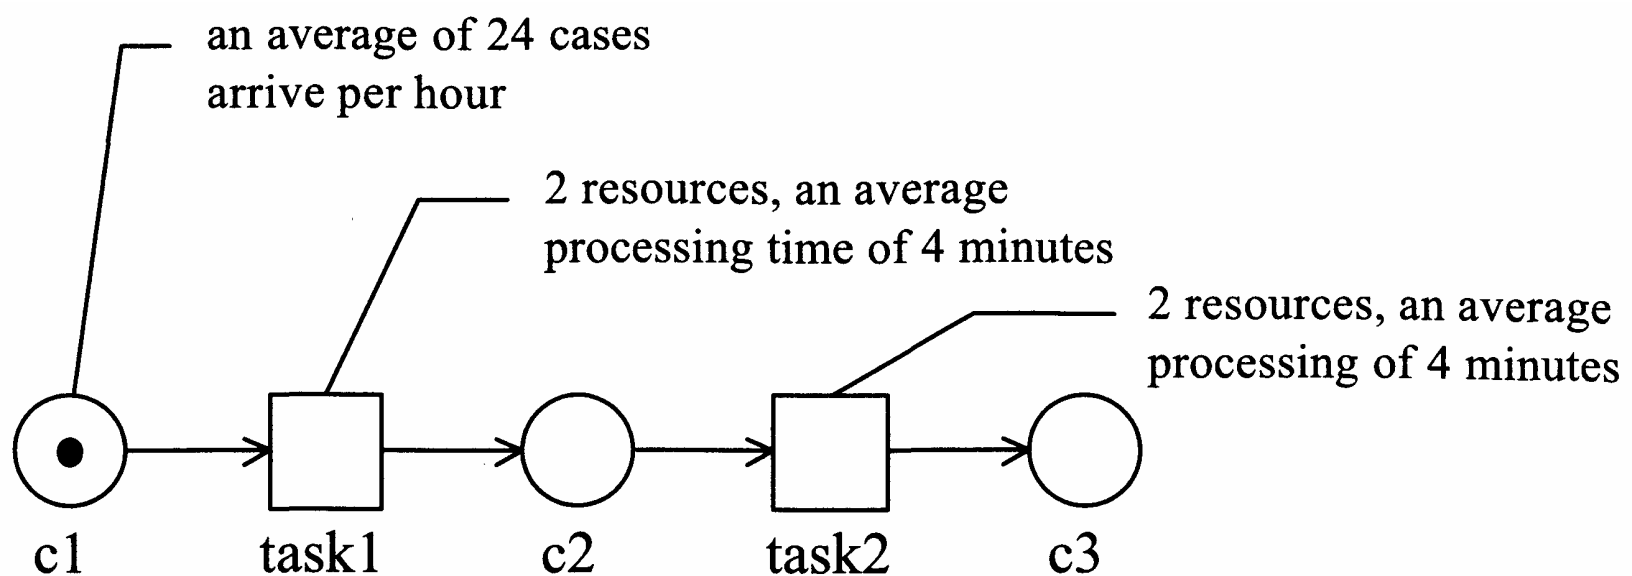 an average of 24 cases
arrive per hour
2 resources, an average
processing time of 4 minutes
2 resources, an average
processing of 4 minutes
c1
task1
c2
task2
c3